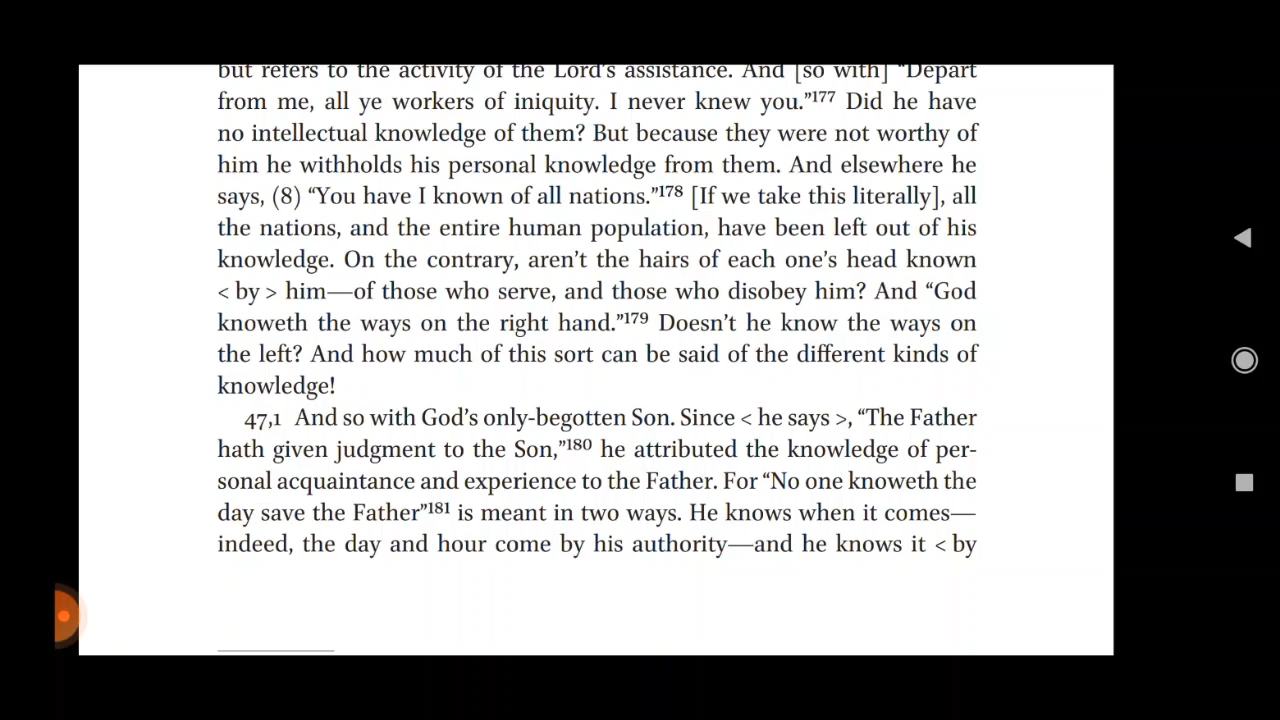 but refers to the activity of the Lord's assistance. And [so with] “Depart
from me, all ye workers of iniquity. I never knew you.”¹⁷⁷ Did he have
no intellectual knowledge of them? But because they were not worthy of
him he withholds his personal knowledge from them. And elsewhere he
says, (8) “You have I known of all nations.”¹⁷⁸ [If we take this literally], all
the nations, and the entire human population, have been left out of his
knowledge. On the contrary, aren’t the hairs of each one’s head known
< by > him—of those who serve, and those who disobey him? And “God
knoweth the ways on the right hand.”¹⁷⁹ Doesn’t he know the ways on
the left? And how much of this sort can be said of the different kinds of
knowledge!
47,1 And so with God’s only-begotten Son. Since < he says >, “The Father
hath given judgment to the Son,”¹⁸⁰ he attributed the knowledge of per-
sonal acquaintance and experience to the Father. For “No one knoweth the
day save the Father”¹⁸¹ is meant in two ways. He knows when it comes—
indeed, the day and hour come by his authority—and he knows it < by